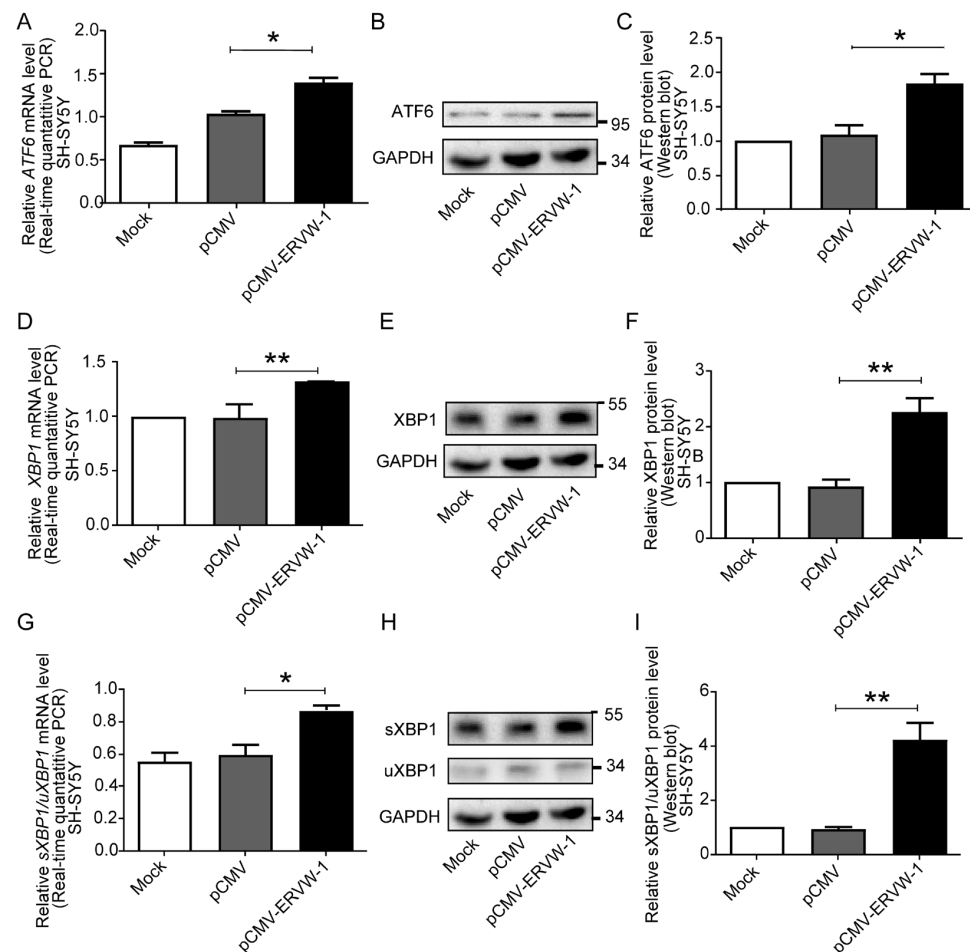 A
Relative ATF6 mRNA level
(Real-time quantatitive PCR)
SH-SY5Y
2.0
1.5
1.0
0.5
0.0
*
Mock
pCMV
pCMV-ERVW-1
B
ATF6
95
GAPDH
34
Mock
pCMV
pCMV-ERVW-1
C
Relative ATF6 protein level
(Western blot)
SH-SY5Y
2.5
2.0
1.5
1.0
0.5
0.0
*
Mock
pCMV
pCMV-ERVW-1
D
Relative XBP1 mRNA level
(Real-time quantatitive PCR)
SH-SY5Y
1.5
1.0
0.5
0.0
**
Mock
pCMV
pCMV-ERVW-1
E
XBP1
55
GAPDH
34
Mock
pCMV
pCMV-ERVW-1
F
Relative XBP1 protein level
(Western blot)
SH-SY5Y
B
3
2
1
0
**
Mock
pCMV
pCMV-ERVW-1
G
Relative sXBP1/uXBP1 mRNA level
(Real-time quantatitive PCR)
SH-SY5Y
1.0
0.8
0.6
0.4
0.2
0.0
*
Mock
pCMV
pCMV-ERVW-1
H
sXBP1
55
uXBP1
34
GAPDH
34
Mock
pCMV
pCMV-ERVW-1
I
Relative sXBP1/uXBP1 protein level
(Western blot)
SH-SY5Y
6
4
2
0
**
Mock
pCMV
pCMV-ERVW-1